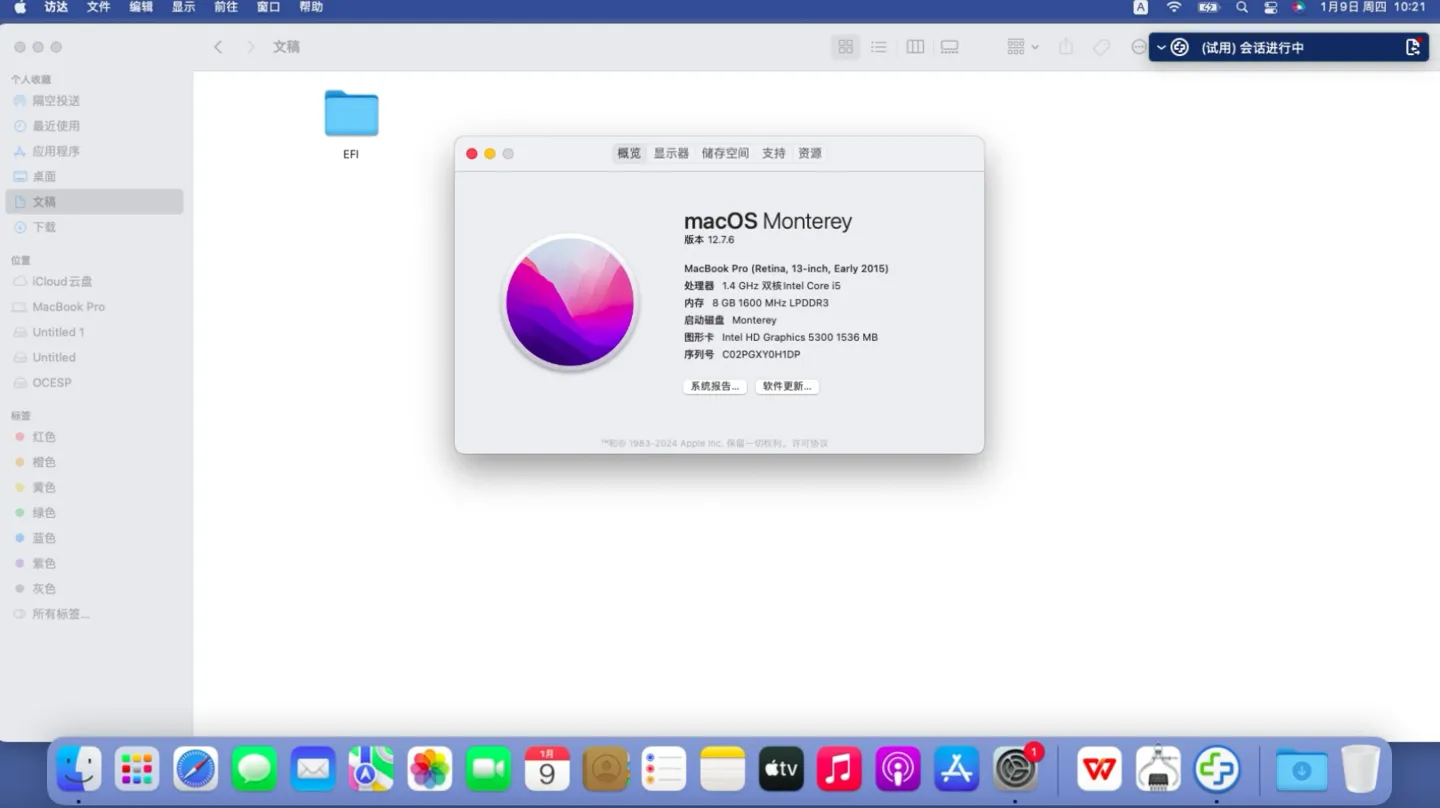 访达 文件 编辑 显示 前往 窗口 帮助 A 1月9日 周四 10:21
文稿
(试用) 会话进行中
个人收藏
隔空投送
最近使用
应用程序
桌面
文稿
下载
位置
iCloud云盘
MacBook Pro
Untitled 1
Untitled
OCESP
标签
红色
橙色
黄色
绿色
蓝色
紫色
灰色
所有标签...
EFI
概览 显示器 储存空间 支持 资源
macOS Monterey
版本 12.7.6
MacBook Pro (Retina, 13-inch, Early 2015)
处理器 1.4 GHz 双核Intel Core i5
内存 8 GB 1600 MHz LPDDR3
启动磁盘 Monterey
图形卡 Intel HD Graphics 5300 1536 MB
序列号 C02PGXY0H1DP
系统报告... 软件更新...
™和© 1983-2024 Apple Inc. 保留一切权利。许可协议
1月
9
tv
1
W